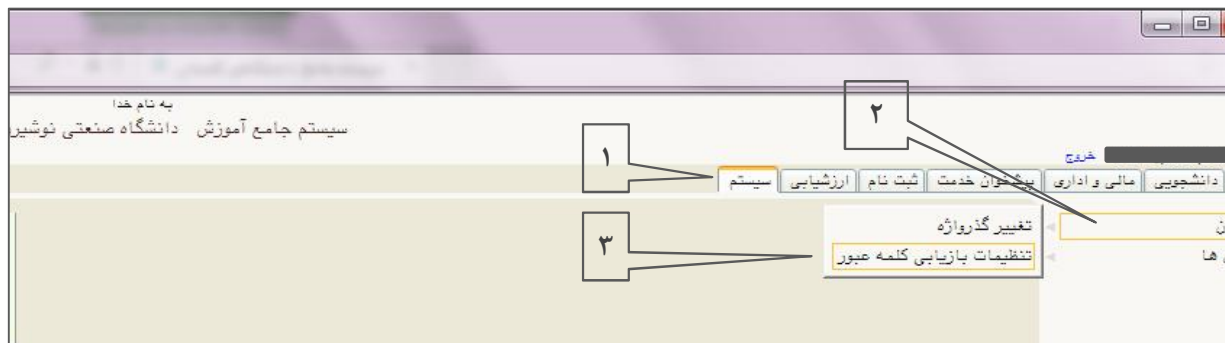 به نام خدا
سیستم جامع آموزش دانشگاه صنعتی نوشیرو
۲
۱
خروج
دانشجویی مالی و اداری پیشخوان خدمت ثبت نام ارزشیابی سیستم
تغییر گذرواژه
ن
۳
تنظیمات بازیابی کلمه عبور
ها